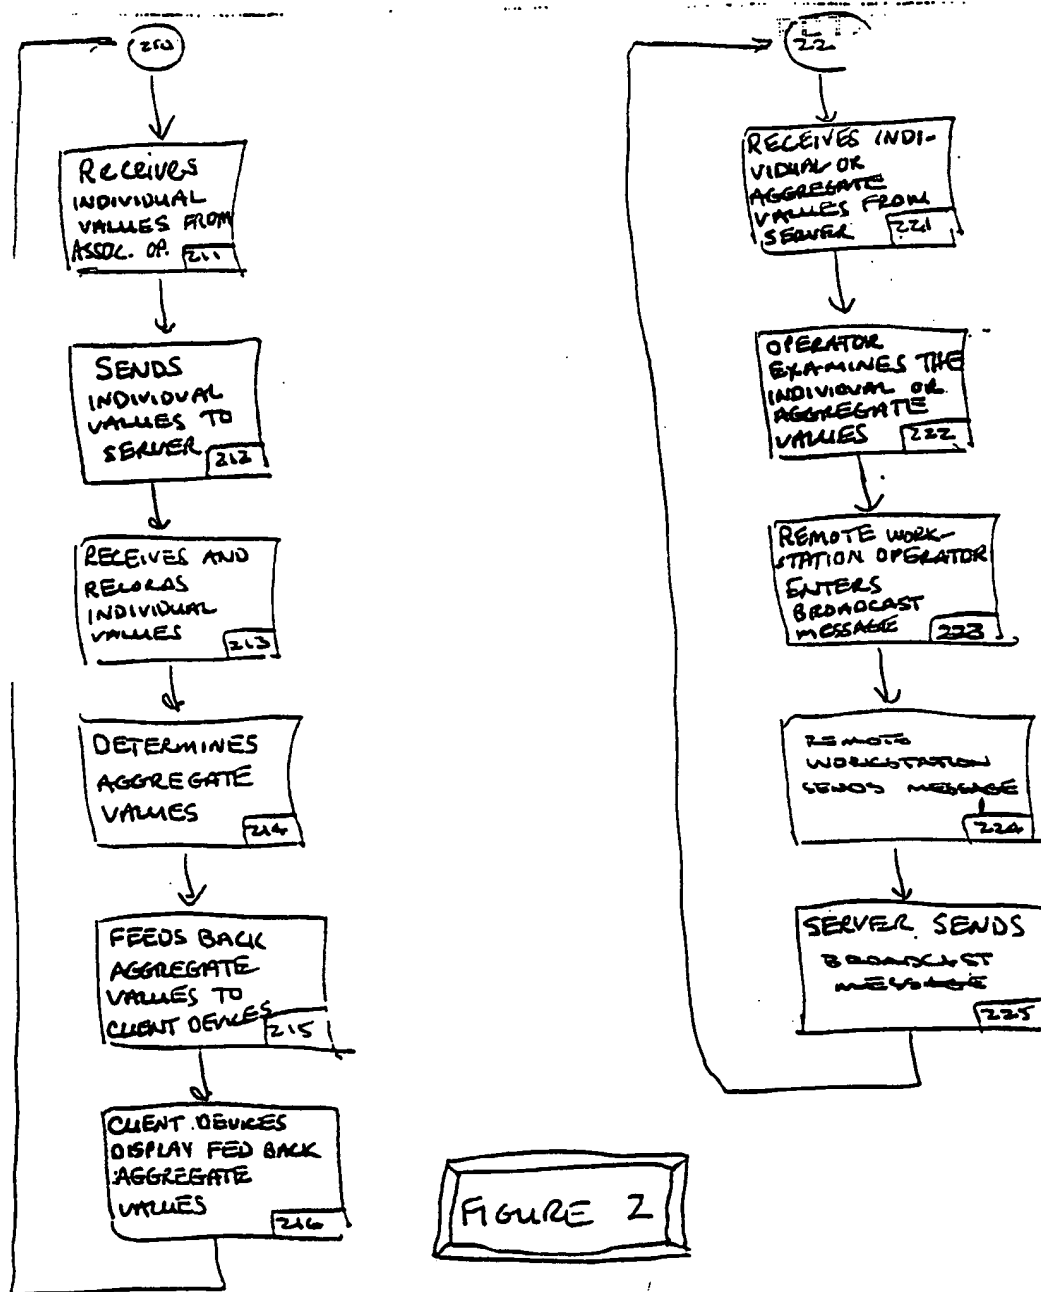 210
RECEIVES
INDIVIDUAL
VALUES FROM
ASSOC. OP.
211
SENDS
INDIVIDUAL
VALUES TO
SERVER
212
RECEIVES AND
RECORDS
INDIVIDUAL
VALUES
213
DETERMINES
AGGREGATE
VALUES
214
FEEDS BACK
AGGREGATE
VALUES TO
CLIENT DEVICES
215
CLIENT DEVICES
DISPLAY FED BACK
AGGREGATE
VALUES
216
RECEIVES INDI-
VIDUAL OR
AGGREGATE
VALUES FROM
SERVER
221
OPERATOR
EXAMINES THE
INDIVIDUAL OR
AGGREGATE
VALUES
222
REMOTE WORK-
STATION OPERATOR
ENTERS
BROADCAST
MESSAGE
223
REMOTE
WORKSTATION
SENDS MESSAGE
224
SERVER SENDS
BROADCAST
MESSAGE
225
FIGURE 2